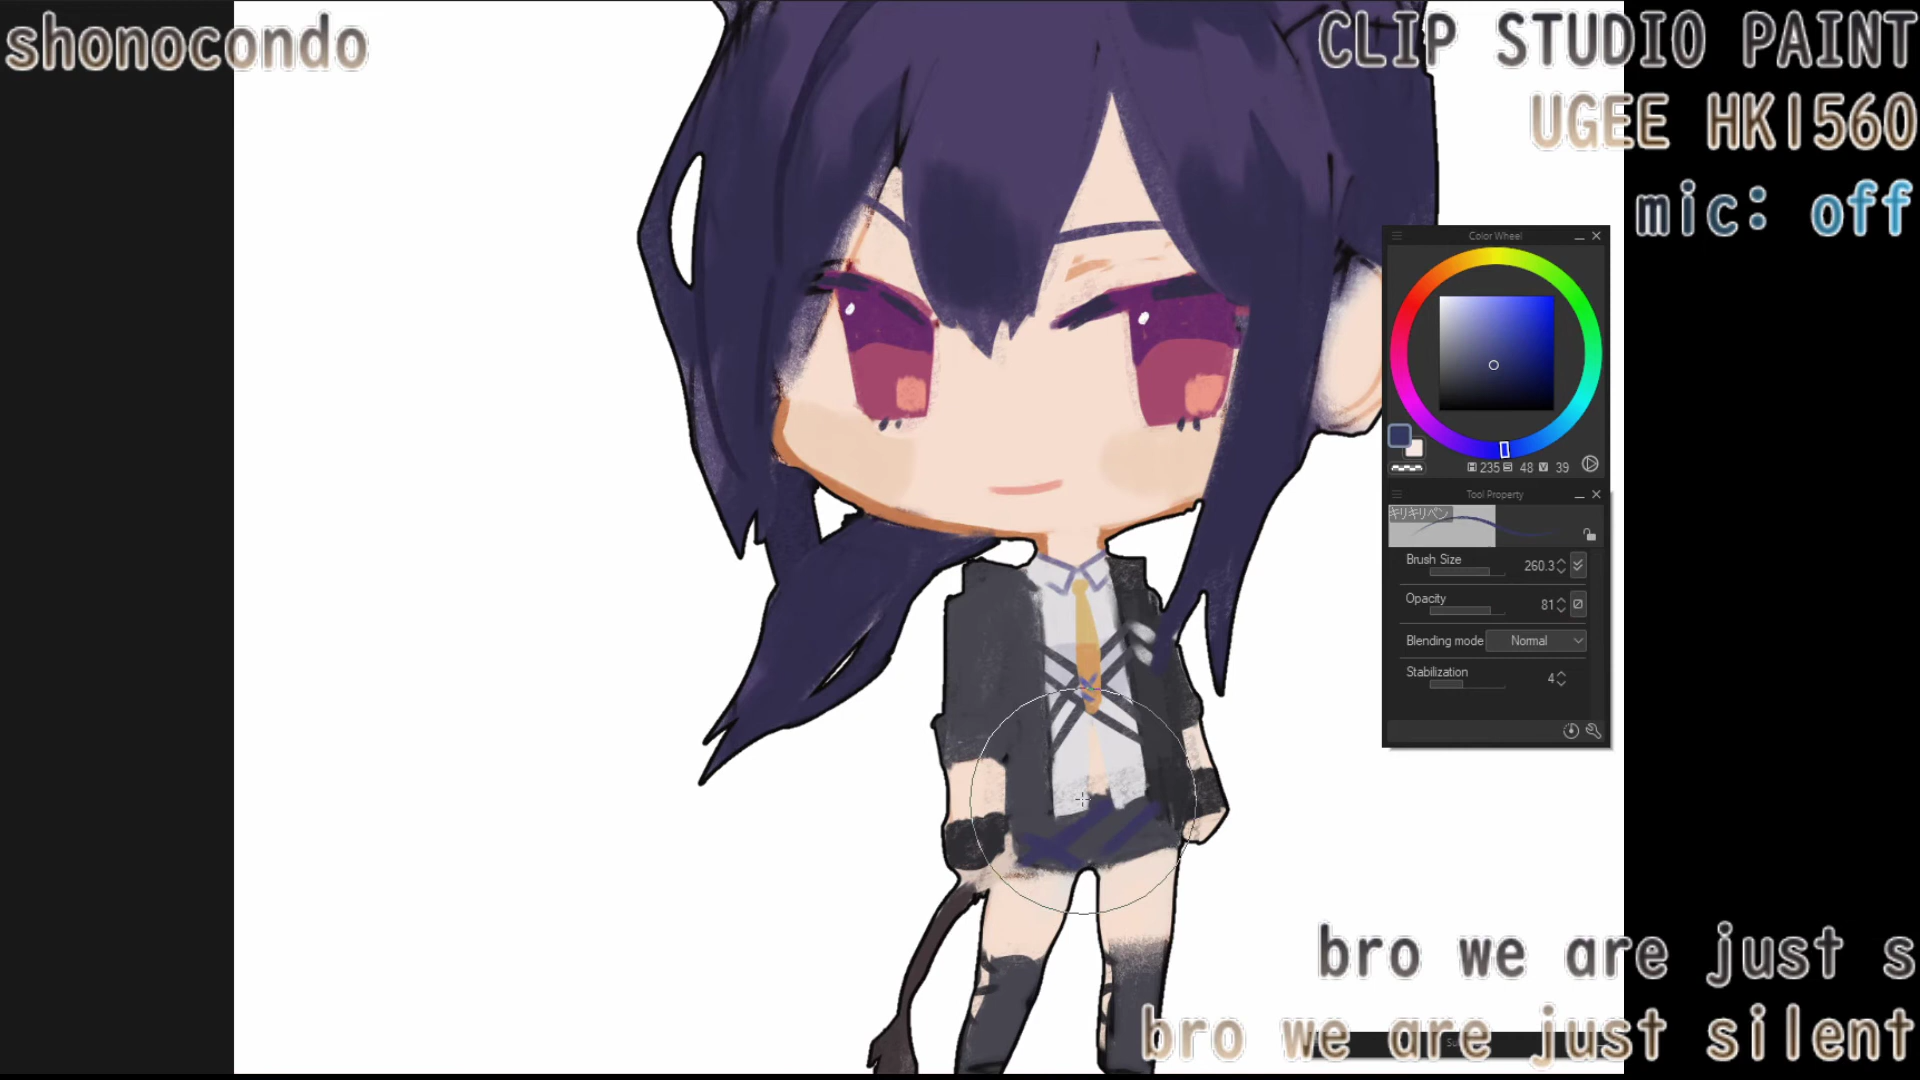 shonocondo
CLIP STUDIO PAINT
UGEE HK1560
mic: off
Color Wheel
H 235 S 48 V 39
Tool Property
キリキリペン
Brush Size 260.3
Opacity 81
Blending mode Normal
Stabilization 4
bro we are just s
bro we are just silent